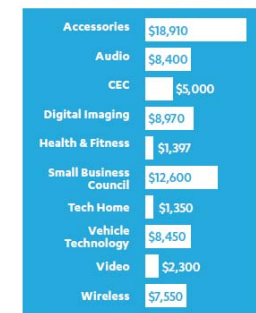 Accessories $18,910
Audio $8,400
CEC $5,000
Digital Imaging $8,970
Health & Fitness $1,397
Small Business
Council $12,600
Tech Home $1,350
Vehicle
Technology $8,450
Video $2,300
Wireless $7,550